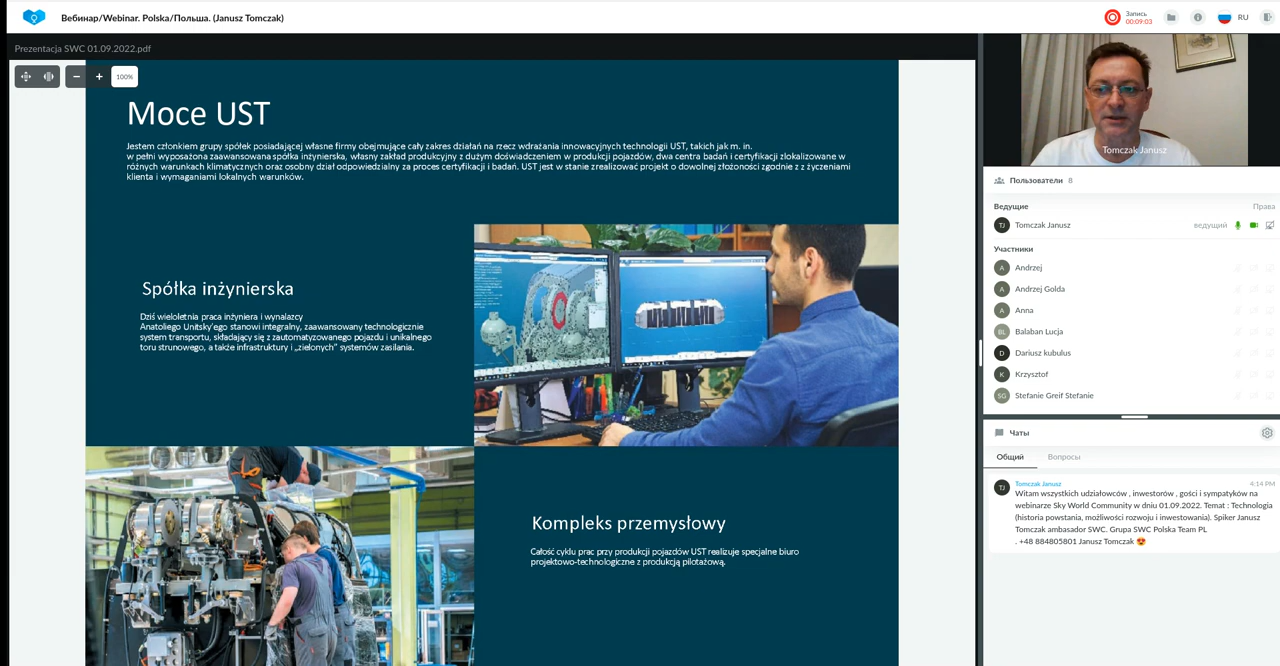 Вебинар/Webinar. Polska/Польша. (Janusz Tomczak)
Запись
00:09:03
RU
Prezentacja SWC 01.09.2022.pdf
100%
Moce UST
Jestem członkiem grupy spółek posiadającej własne firmy obejmujące cały zakres działań na rzecz wdrażania innowacyjnych technologii UST, takich jak m. in.
w pełni wyposażona zaawansowana spółka inżynierska, własny zakład produkcyjny z dużym doświadczeniem w produkcji pojazdów, dwa centra badań i certyfikacji zlokalizowane w
różnych warunkach klimatycznych oraz osobny dział odpowiedzialny za proces certyfikacji i badań. UST jest w stanie zrealizować projekt o dowolnej złożoności zgodnie z z życzeniami
klienta i wymaganiami lokalnych warunków.
Spółka inżynierska
Dziś wieloletnia praca inżyniera i wynalazcy
Anatoliego Unitsky'ego stanowi integralny, zaawansowany technologicznie
system transportu, składający się z zautomatyzowanego pojazdu i unikalnego
toru strunowego, a także infrastruktury i „zielonych” systemów zasilania.
Kompleks przemysłowy
Całość cyklu prac przy produkcji pojazdów UST realizuje specjalne biuro
projektowo-technologiczne z produkcją pilotażową.
Tomczak Janusz
Пользователи 8
Ведущие Права
TJ Tomczak Janusz ведущий
Участники
A Andrzej
A Andrzej Golda
A Anna
BL Balaban Lucja
D Dariusz kubulus
K Krzysztof
SG Stefanie Greif Stefanie
Чаты
Общий Вопросы
TJ Tomczak Janusz 4:14 PM
Witam wszystkich udziałowców , inwestorów , gości i sympatyków na
webinarze Sky World Community w dniu 01.09.2022. Temat : Technologia
(historia powstania, możliwości rozwoju i inwestowania). Spiker Janusz
Tomczak ambasador SWC. Grupa SWC Polska Team PL
. +48 884805801 Janusz Tomczak 😍